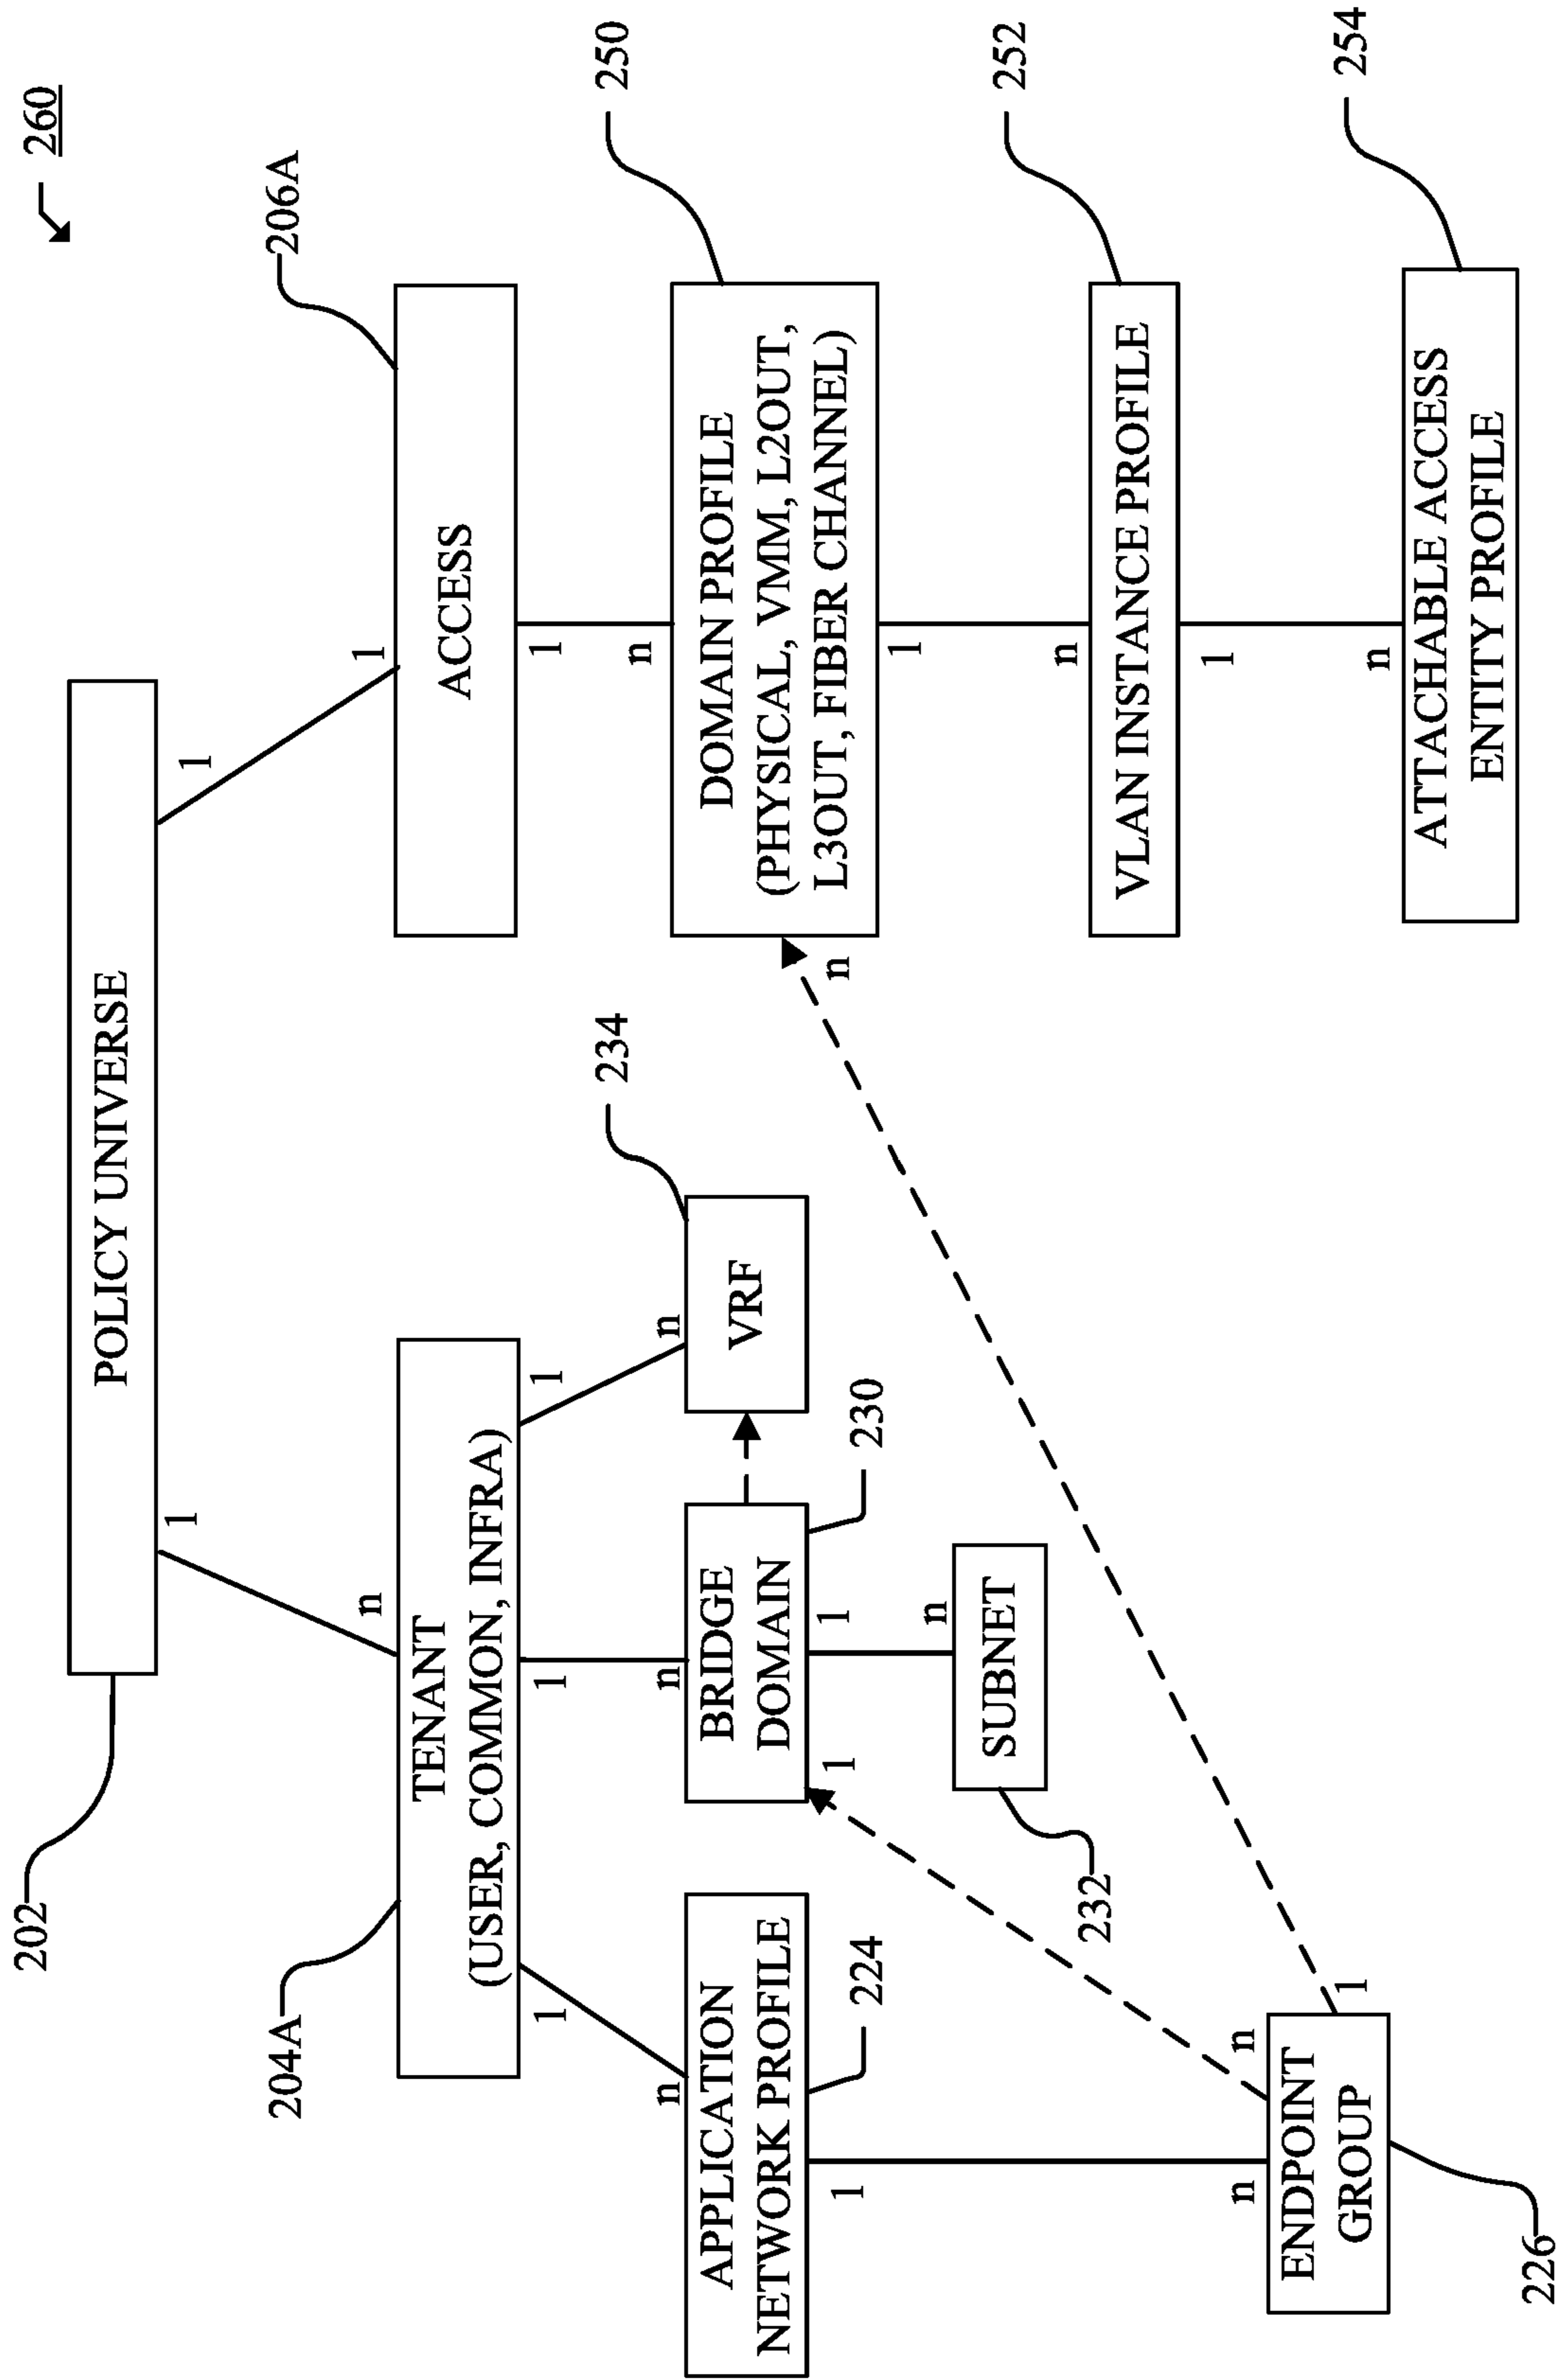 260
202
POLICY UNIVERSE
1
1
204A
n
1
206A
TENANT
(USER, COMMON, INFRA)
ACCESS
1
1
1
1
n
n
n
n
234
250
APPLICATION
NETWORK PROFILE
BRIDGE
DOMAIN
VRF
DOMAIN PROFILE
(PHYSICAL, VMM, L2OUT,
L3OUT, FIBER CHANNEL)
1
224
1
1
230
n
1
n
n
252
SUBNET
VLAN INSTANCE PROFILE
232
1
n
n
1
n
254
ENDPOINT
GROUP
ATTACHABLE ACCESS
ENTITY PROFILE
226